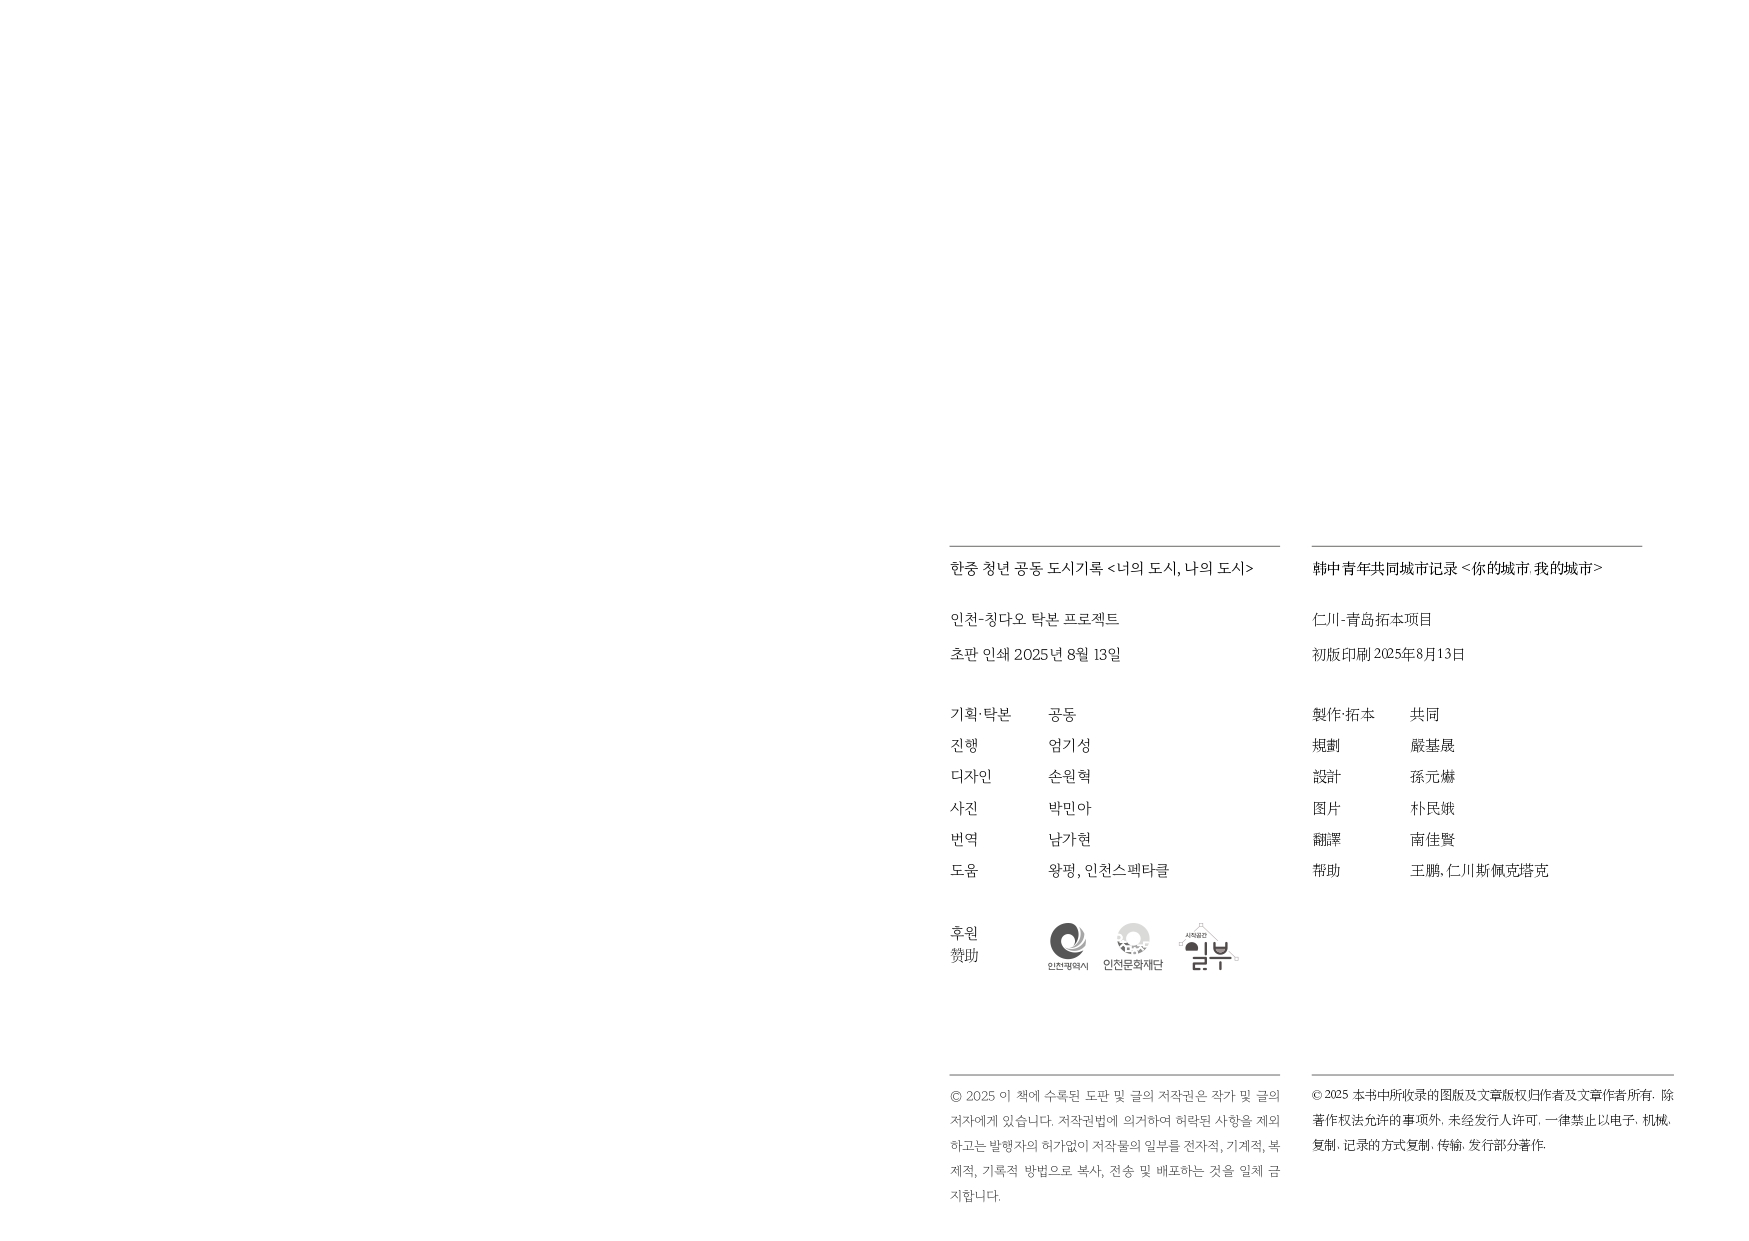 한중 청년 공동 도시기록 <너의 도시, 나의 도시>
인천-칭다오 탁본 프로젝트
초판 인쇄 2025년 8월 13일
기획·탁본 공동
진행 엄기성
디자인 손원혁
사진 박민아
번역 남가현
도움 왕펑, 인천스펙타클
韩中青年共同城市记录 <你的城市, 我的城市>
仁川-青岛拓本项目
初版印刷 2025年8月13日
製作·拓本 共同
規劃 嚴基晟
設計 孫元爀
图片 朴民娥
翻譯 南佳賢
帮助 王鹏, 仁川斯佩克塔克
후원
赞助
인천광역시
인천문화재단
시작공간
일부
© 2025 이 책에 수록된 도판 및 글의 저작권은 작가 및 글의
저자에게 있습니다. 저작권법에 의거하여 허락된 사항을 제외
하고는 발행자의 허가없이 저작물의 일부를 전자적, 기계적, 복
제적, 기록적 방법으로 복사, 전송 및 배포하는 것을 일체 금
지합니다.
© 2025 本书中所收录的图版及文章版权归作者及文章作者所有. 除
著作权法允许的事项外, 未经发行人许可, 一律禁止以电子, 机械,
复制, 记录的方式复制, 传输, 发行部分著作.